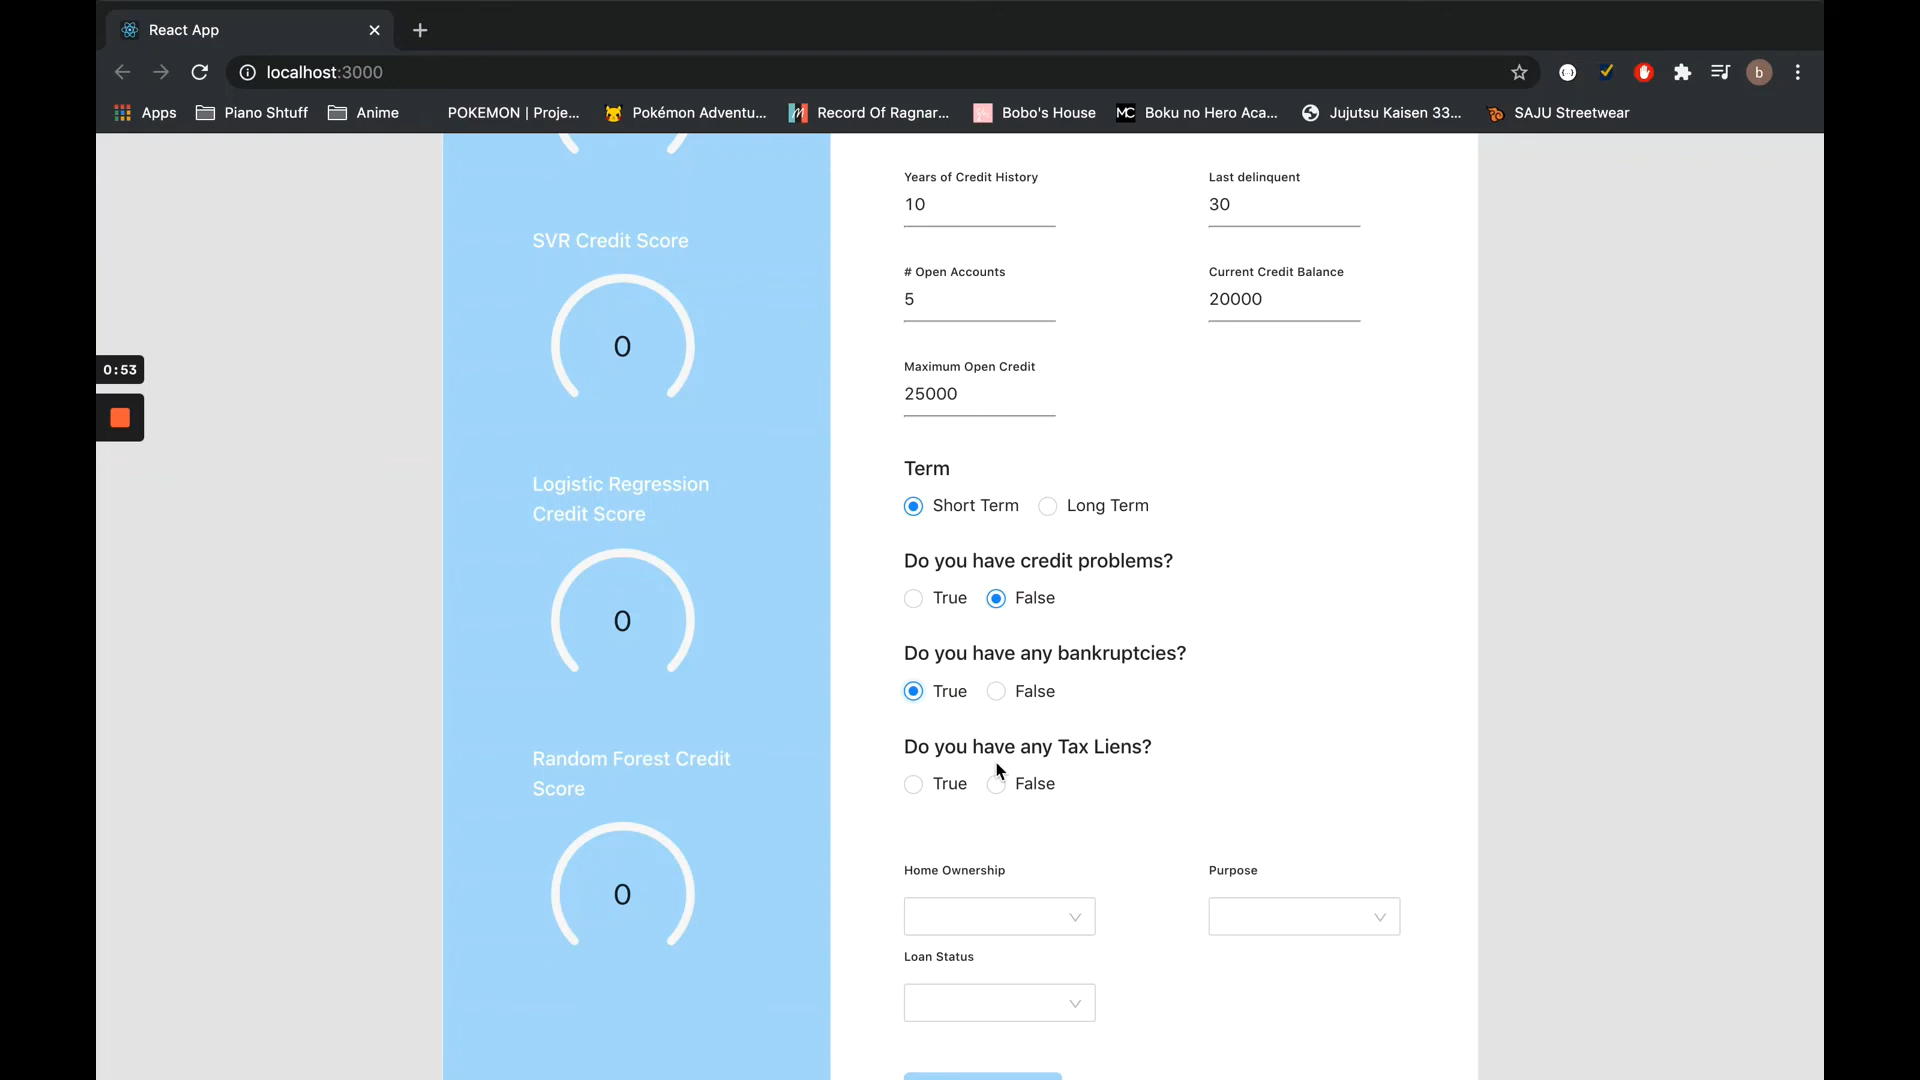 React App
localhost:3000
b
Apps
Piano Shtuff
Anime
POKEMON | Proje...
Pokémon Adventu...
Record Of Ragnar...
Bobo's House
MC
Boku no Hero Aca...
Jujutsu Kaisen 33...
SAJU Streetwear
0:53
SVR Credit Score
0
Logistic Regression
Credit Score
0
Random Forest Credit
Score
0
Years of Credit History
10
Last delinquent
30
# Open Accounts
5
Current Credit Balance
20000
Maximum Open Credit
25000
Term
Short Term
Long Term
Do you have credit problems?
True
False
Do you have any bankruptcies?
True
False
Do you have any Tax Liens?
True
False
Home Ownership
Purpose
Loan Status